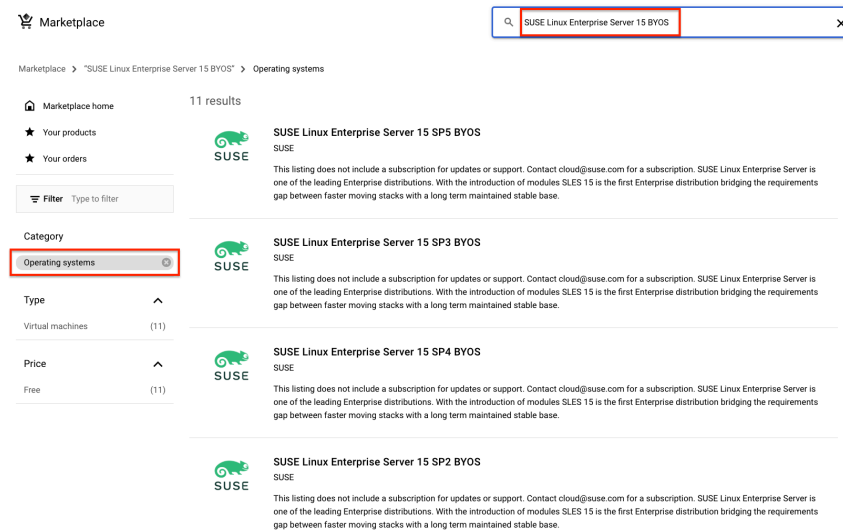 Marketplace
SUSE Linux Enterprise Server 15 BYOS
Marketplace > "SUSE Linux Enterprise Server 15 BYOS" > Operating systems
Marketplace home
Your products
Your orders
Filter Type to filter
Category
Operating systems
Type
Virtual machines (11)
Price
Free (11)
11 results
SUSE
SUSE Linux Enterprise Server 15 SP5 BYOS
SUSE
This listing does not include a subscription for updates or support. Contact cloud@suse.com for a subscription. SUSE Linux Enterprise Server is
one of the leading Enterprise distributions. With the introduction of modules SLES 15 is the first Enterprise distribution bridging the requirements
gap between faster moving stacks with a long term maintained stable base.
SUSE
SUSE Linux Enterprise Server 15 SP3 BYOS
SUSE
This listing does not include a subscription for updates or support. Contact cloud@suse.com for a subscription. SUSE Linux Enterprise Server is
one of the leading Enterprise distributions. With the introduction of modules SLES 15 is the first Enterprise distribution bridging the requirements
gap between faster moving stacks with a long term maintained stable base.
SUSE
SUSE Linux Enterprise Server 15 SP4 BYOS
SUSE
This listing does not include a subscription for updates or support. Contact cloud@suse.com for a subscription. SUSE Linux Enterprise Server is
one of the leading Enterprise distributions. With the introduction of modules SLES 15 is the first Enterprise distribution bridging the requirements
gap between faster moving stacks with a long term maintained stable base.
SUSE
SUSE Linux Enterprise Server 15 SP2 BYOS
SUSE
This listing does not include a subscription for updates or support. Contact cloud@suse.com for a subscription. SUSE Linux Enterprise Server is
one of the leading Enterprise distributions. With the introduction of modules SLES 15 is the first Enterprise distribution bridging the requirements
gap between faster moving stacks with a long term maintained stable base.